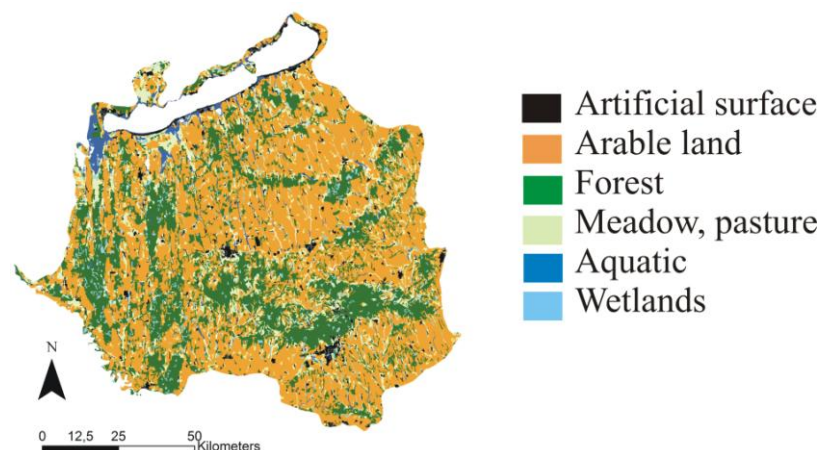 Artificial surface
Arable land
Forest
Meadow, pasture
Aquatic
Wetlands
N
0 12,5 25 50
Kilometers